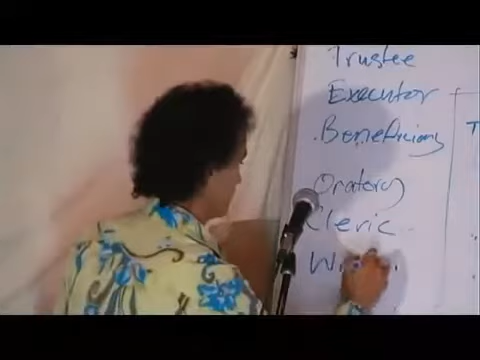 Trustee
Executor
Beneficiary
Oratory
Cleric